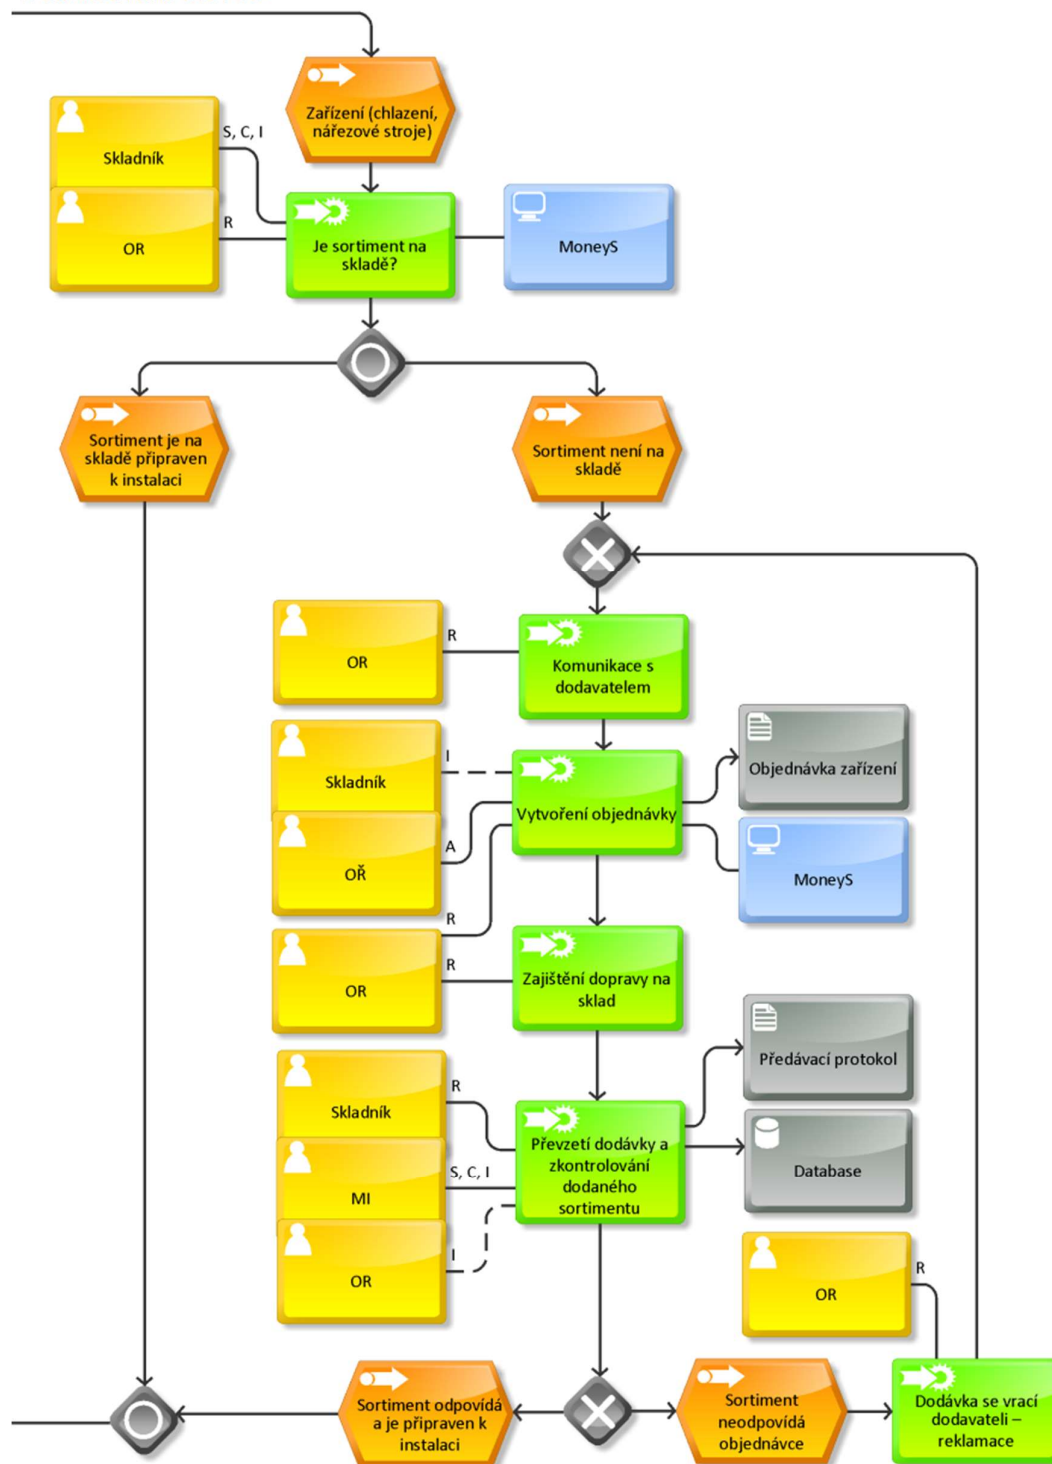 Zařízení (chlazení,
nářezové stroje)
S, C, I
Skladník
R
OR
Je sortiment na
skladě?
MoneyS
Sortiment je na
skladě připraven
k instalaci
Sortiment není na
skladě
R
OR
Komunikace s
dodavatelem
I
Skladník
Vytvoření objednávky
Objednávka zařízení
A
OŘ
MoneyS
R
R
OR
Zajištění dopravy na
sklad
Předávací protokol
R
Skladník
Převzetí dodávky a
zkontrolování
dodaného
sortimentu
S, C, I
MI
Database
I
OR
R
OR
Sortiment odpovídá
a je připraven k
instalaci
Sortiment
neodpovídá
objednávce
Dodávka se vrací
dodavateli –
reklamace